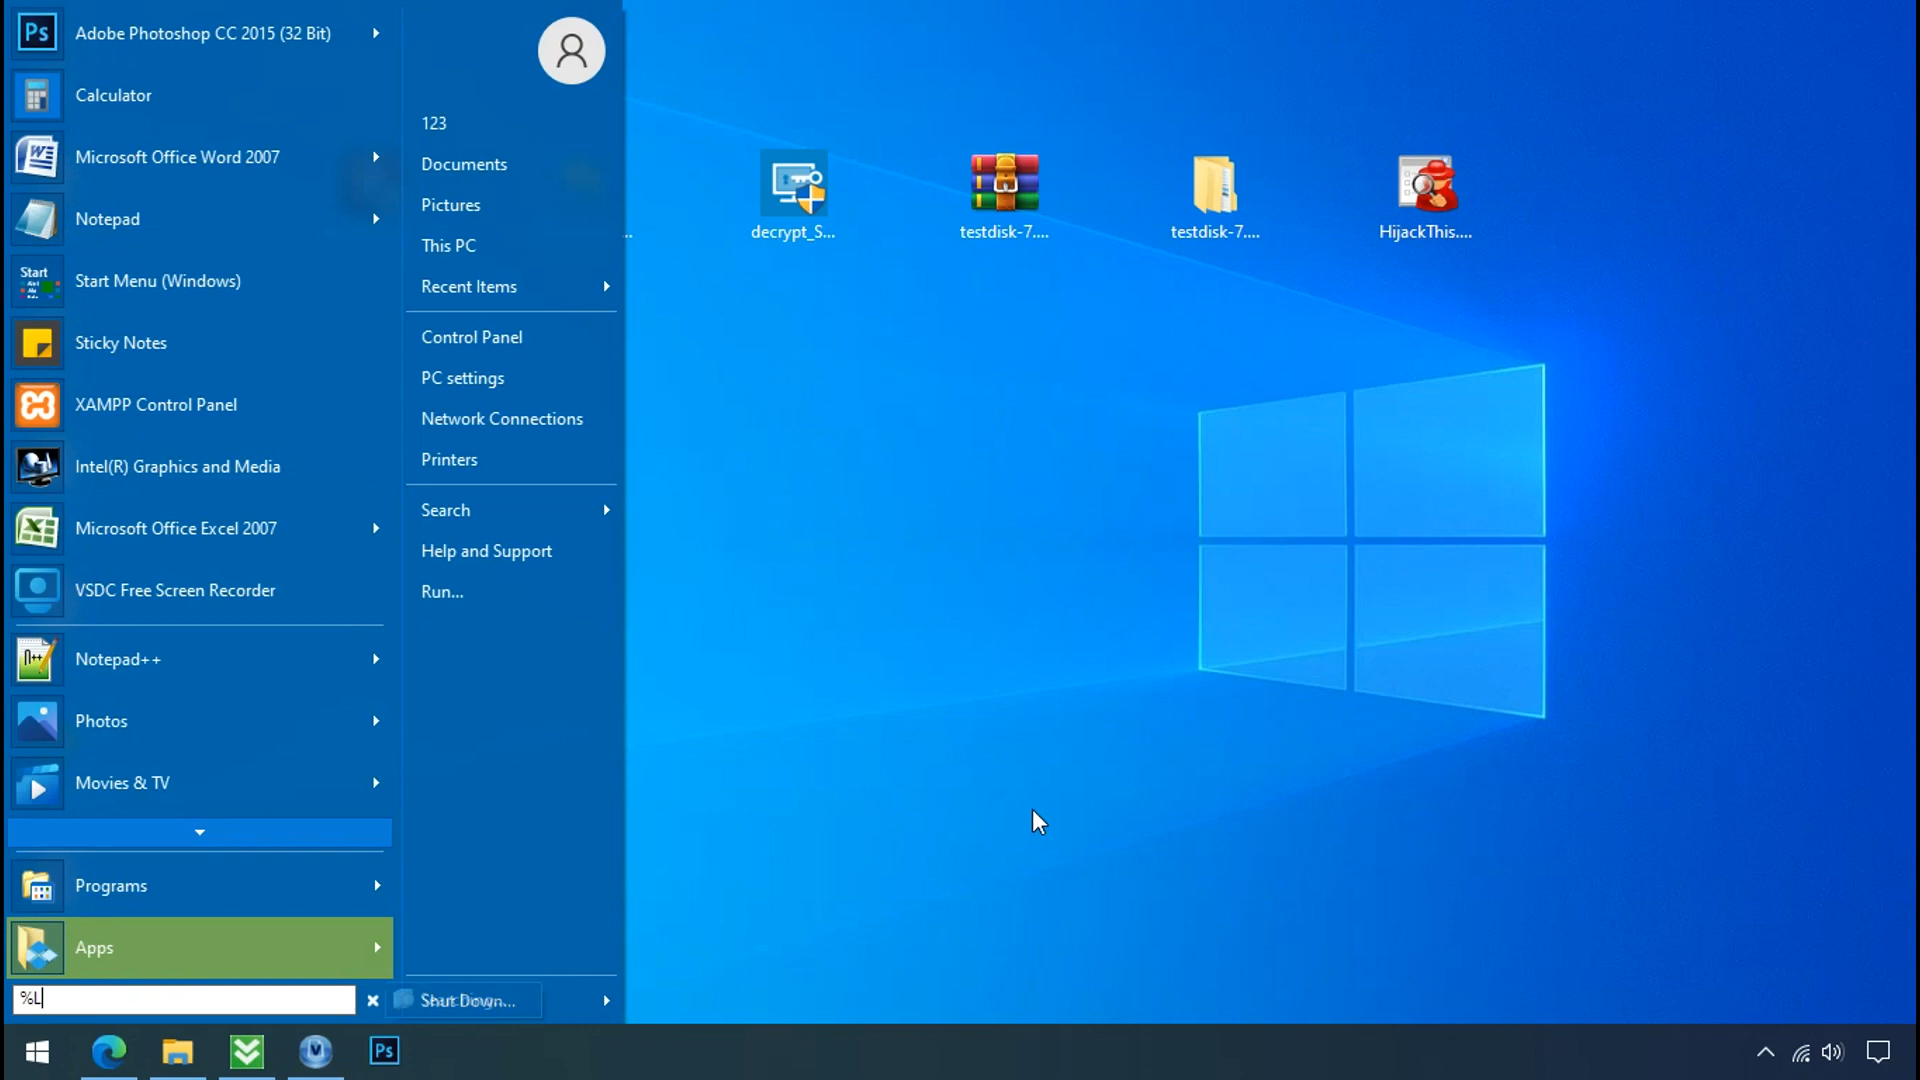 Adobe Photoshop CC 2015 (32 Bit)
Calculator
Microsoft Office Word 2007
Notepad
Start Menu (Windows)
Sticky Notes
XAMPP Control Panel
Intel(R) Graphics and Media
Microsoft Office Excel 2007
VSDC Free Screen Recorder
Notepad++
Photos
Movies & TV
Programs
Apps
%L
123
Documents
Pictures
This PC
Recent Items
Control Panel
PC settings
Network Connections
Printers
Search
Help and Support
Run...
...
decrypt_S...
testdisk-7....
testdisk-7....
HijackThis....
Ps
Start
Ps